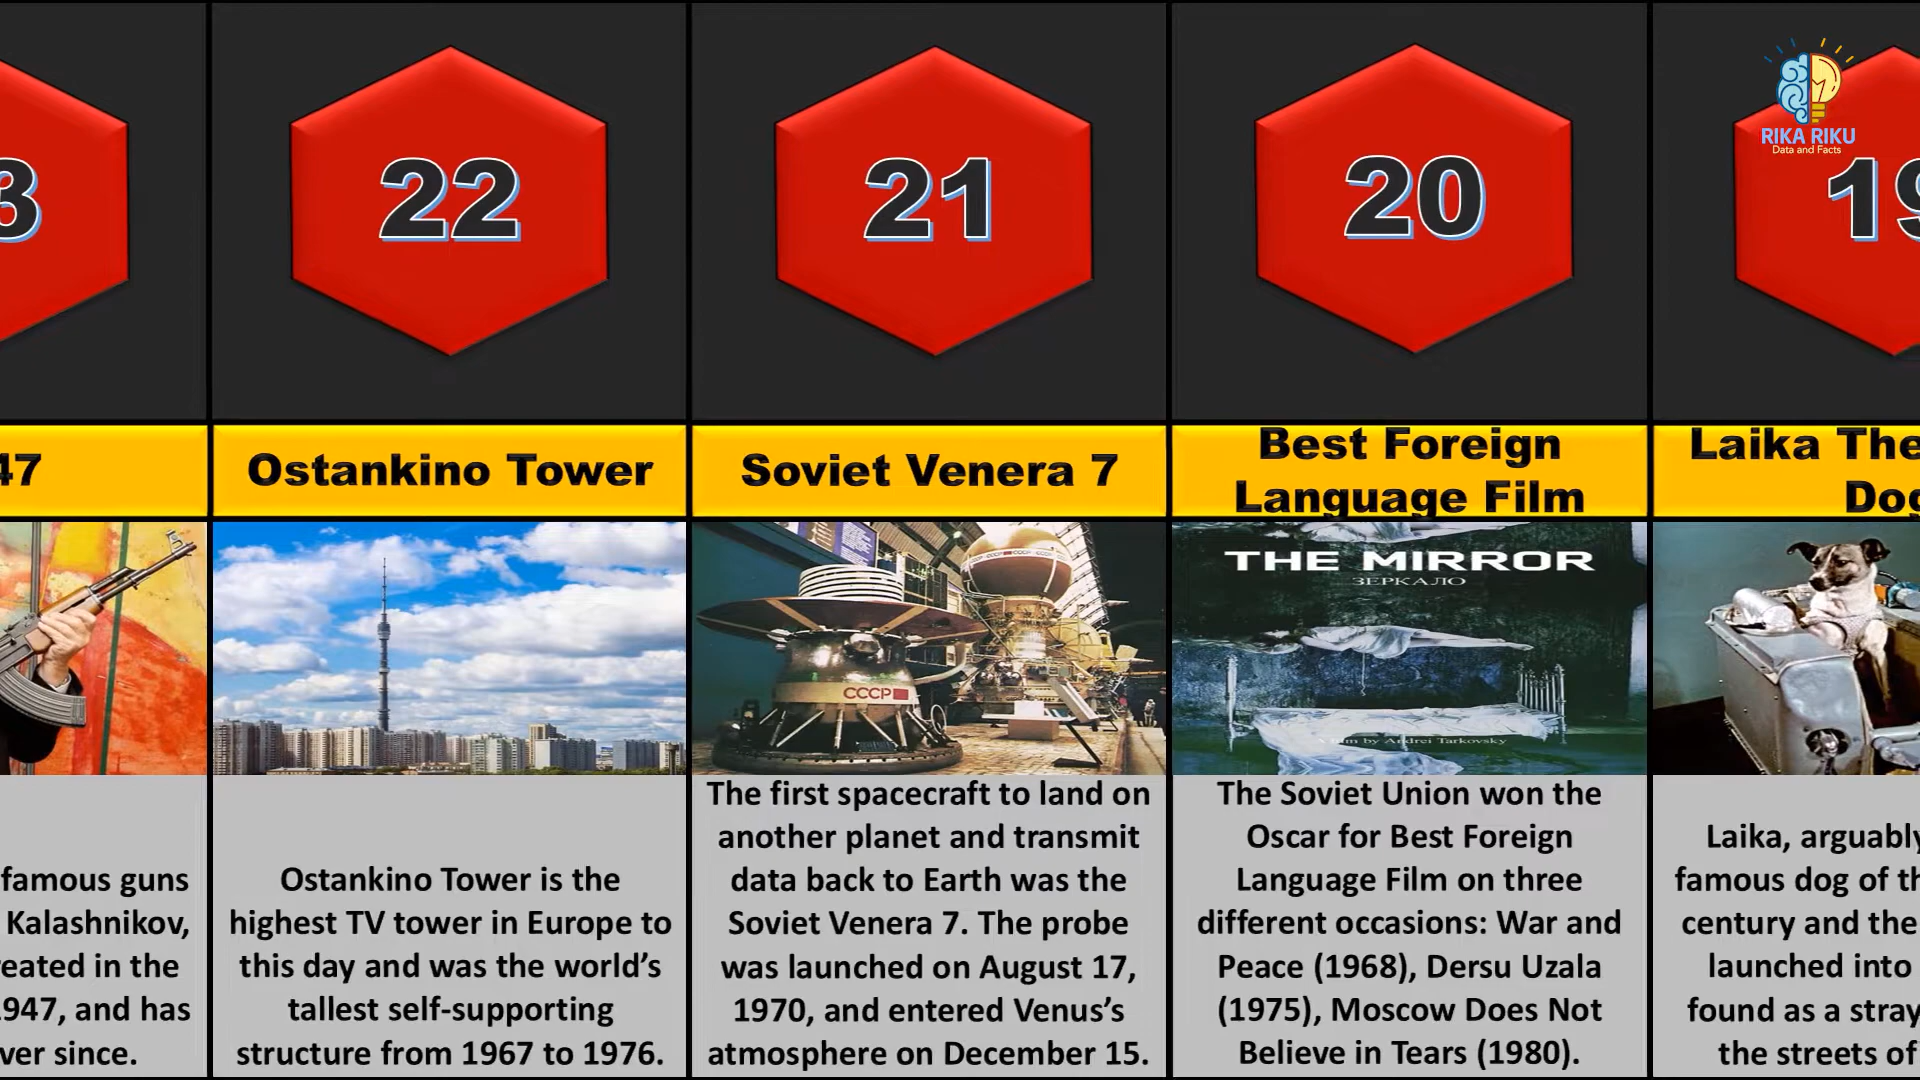 3
47
famous guns
Kalashnikov,
reated in the
1947, and has
ver since.
22
Ostankino Tower
Ostankino Tower is the
highest TV tower in Europe to
this day and was the world’s
tallest self-supporting
structure from 1967 to 1976.
21
Soviet Venera 7
CCCP
The first spacecraft to land on
another planet and transmit
data back to Earth was the
Soviet Venera 7. The probe
was launched on August 17,
1970, and entered Venus’s
atmosphere on December 15.
20
Best Foreign
Language Film
THE MIRROR
ЗЕРКАЛО
A film by Andrei Tarkovsky
The Soviet Union won the
Oscar for Best Foreign
Language Film on three
different occasions: War and
Peace (1968), Dersu Uzala
(1975), Moscow Does Not
Believe in Tears (1980).
RIKA RIKU
Data and Facts
19
Laika The
Dog
Laika, arguably
famous dog of th
century and the
launched into
found as a stray
the streets of